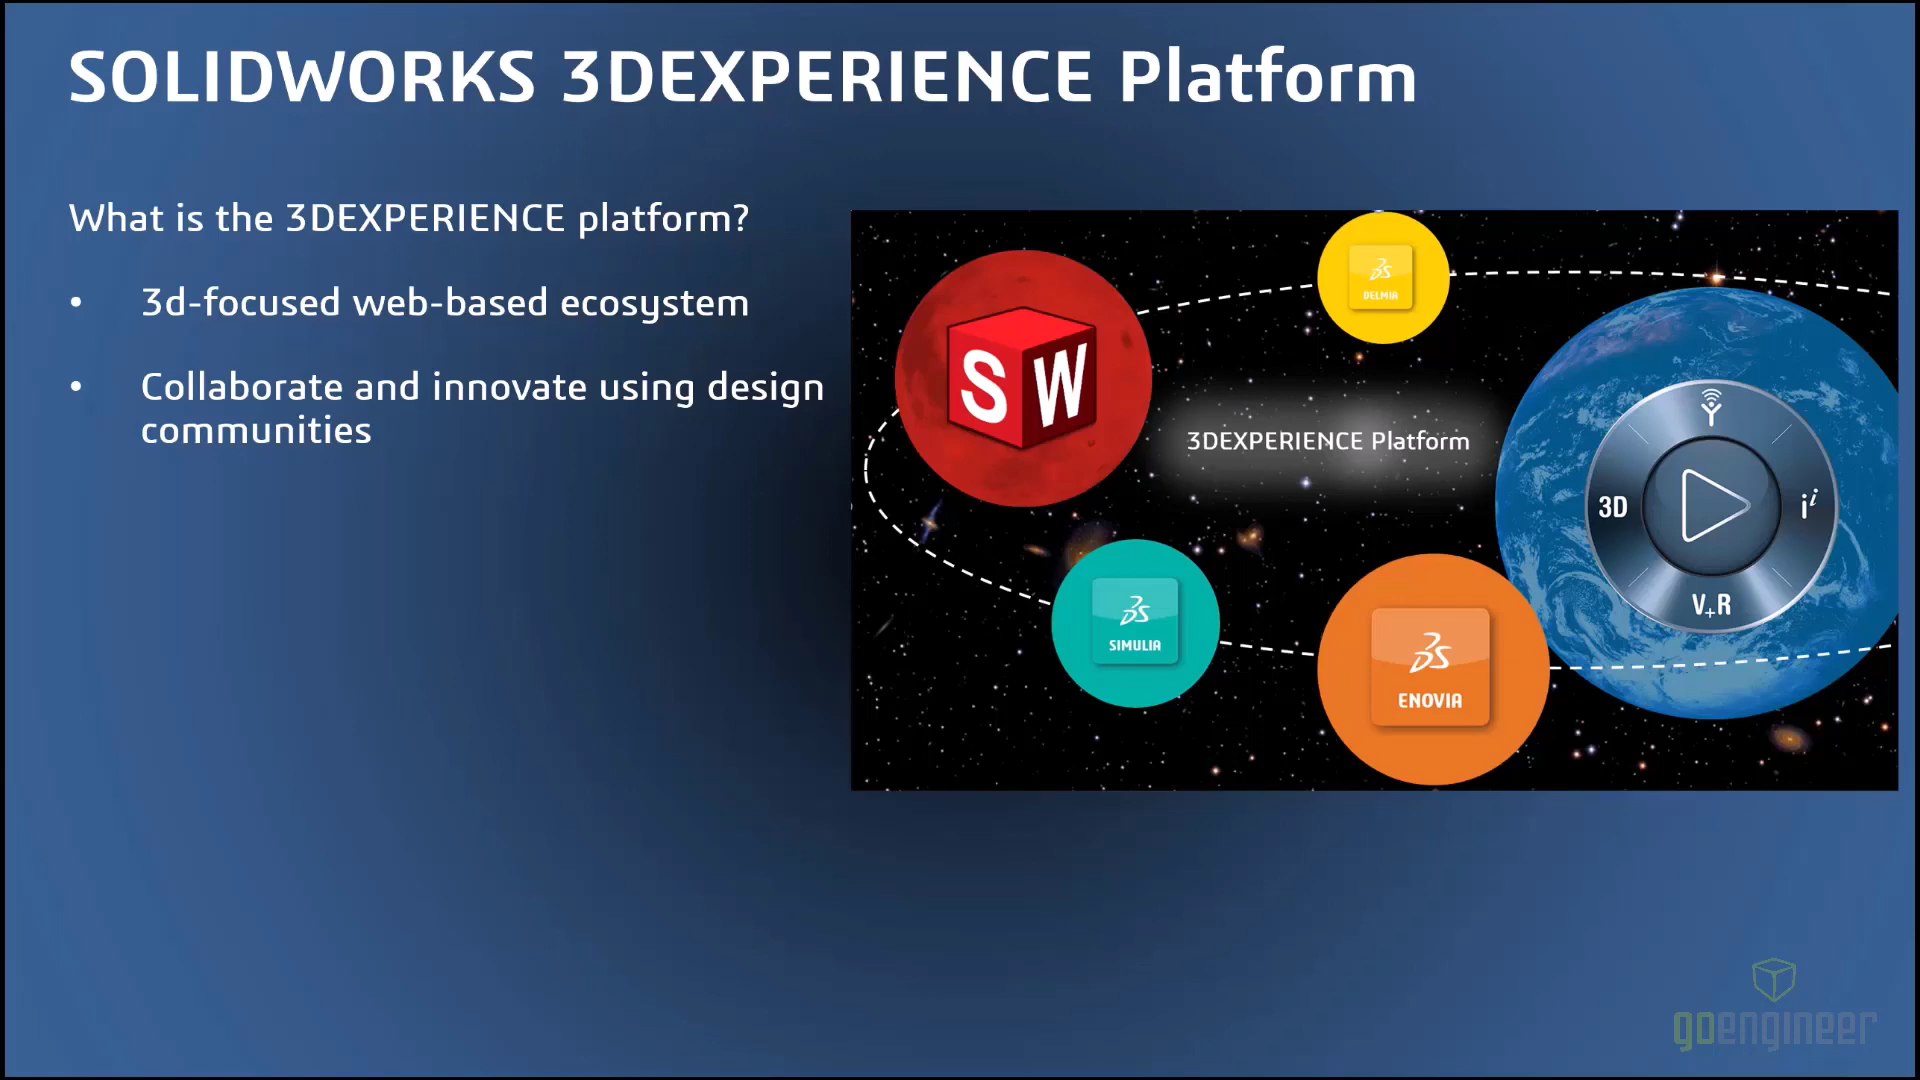 SOLIDWORKS 3DEXPERIENCE Platform
What is the 3DEXPERIENCE platform?
• 3d-focused web-based ecosystem
• Collaborate and innovate using design
communities
SW
DELMIA
3DEXPERIENCE Platform
3D
i i
V+R
SIMULIA
ENOVIA
goengineer